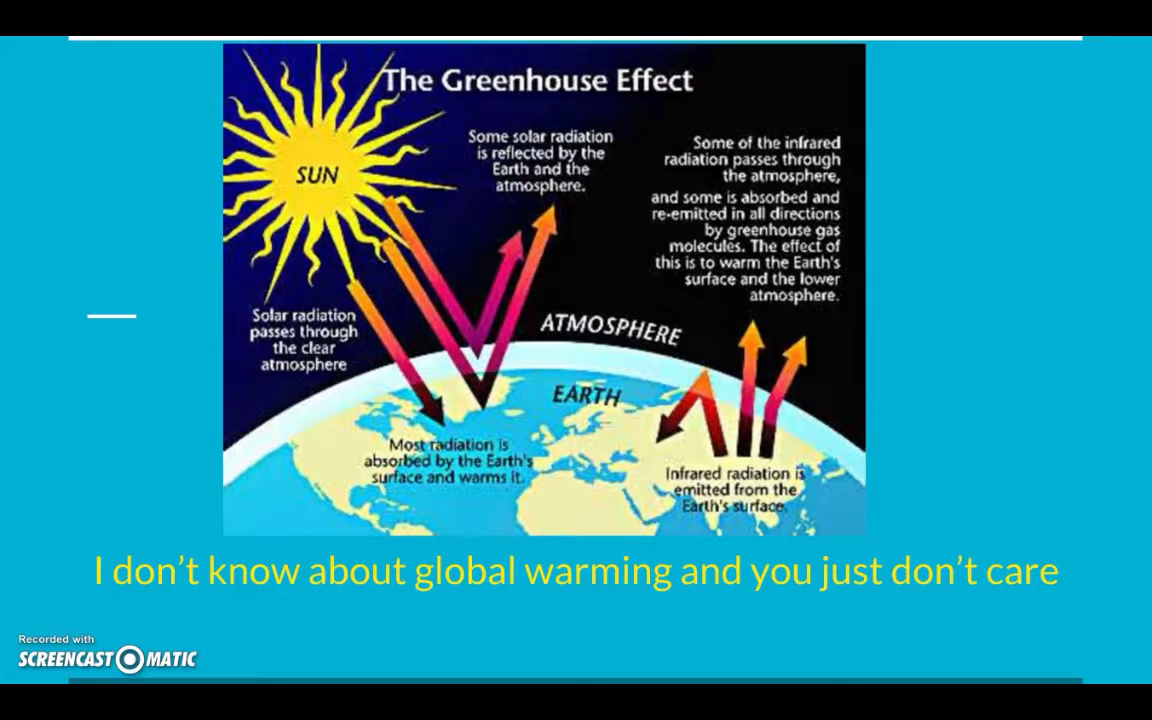 The Greenhouse Effect
SUN
Some solar radiation
is reflected by the
Earth and the
atmosphere.
Some of the infrared
radiation passes through
the atmosphere,
and some is absorbed and
re-emitted in all directions
by greenhouse gas
molecules. The effect of
this is to warm the Earth's
surface and the lower
atmosphere.
Solar radiation
passes through
the clear
atmosphere
ATMOSPHERE
EARTH
Most radiation is
absorbed by the Earth's
surface and warms it.
Infrared radiation is
emitted from the
Earth's surface.
I don't know about global warming and you just don't care
Recorded with
SCREENCAST O MATIC